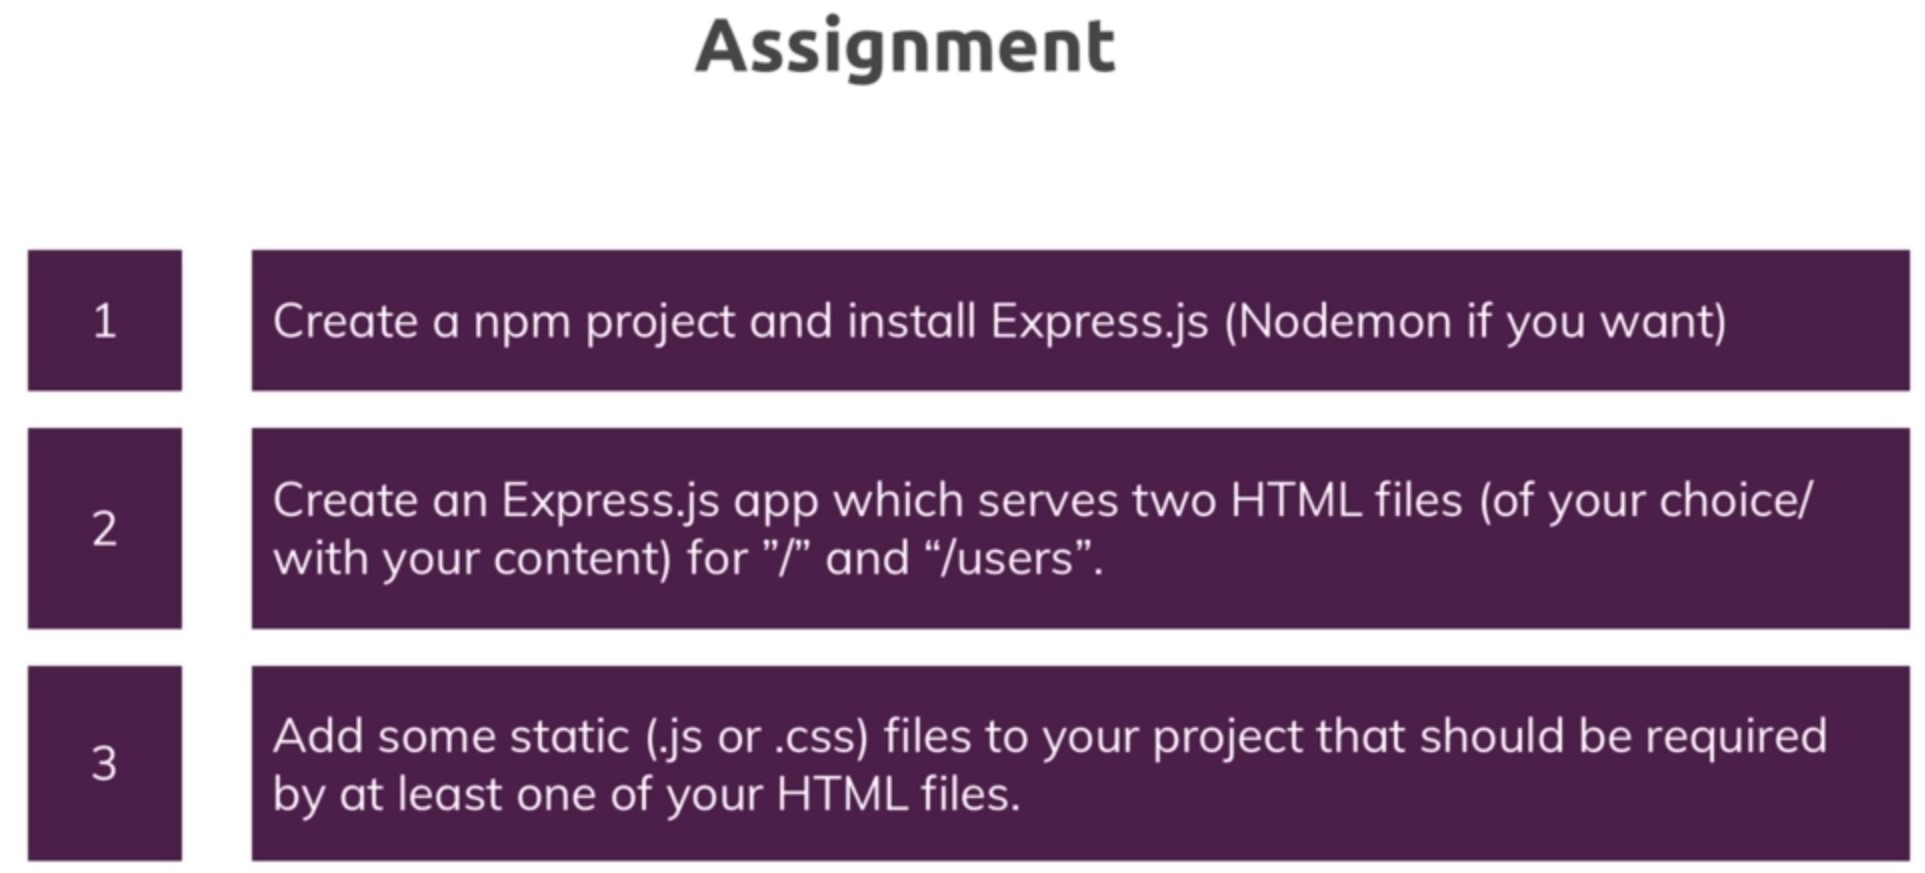 Assignment
1
Create a npm project and install Express.js (Nodemon if you want)
2
Create an Express.js app which serves two HTML files (of your choice/
with your content) for ”/” and “/users”.
3
Add some static (.js or .css) files to your project that should be required
by at least one of your HTML files.